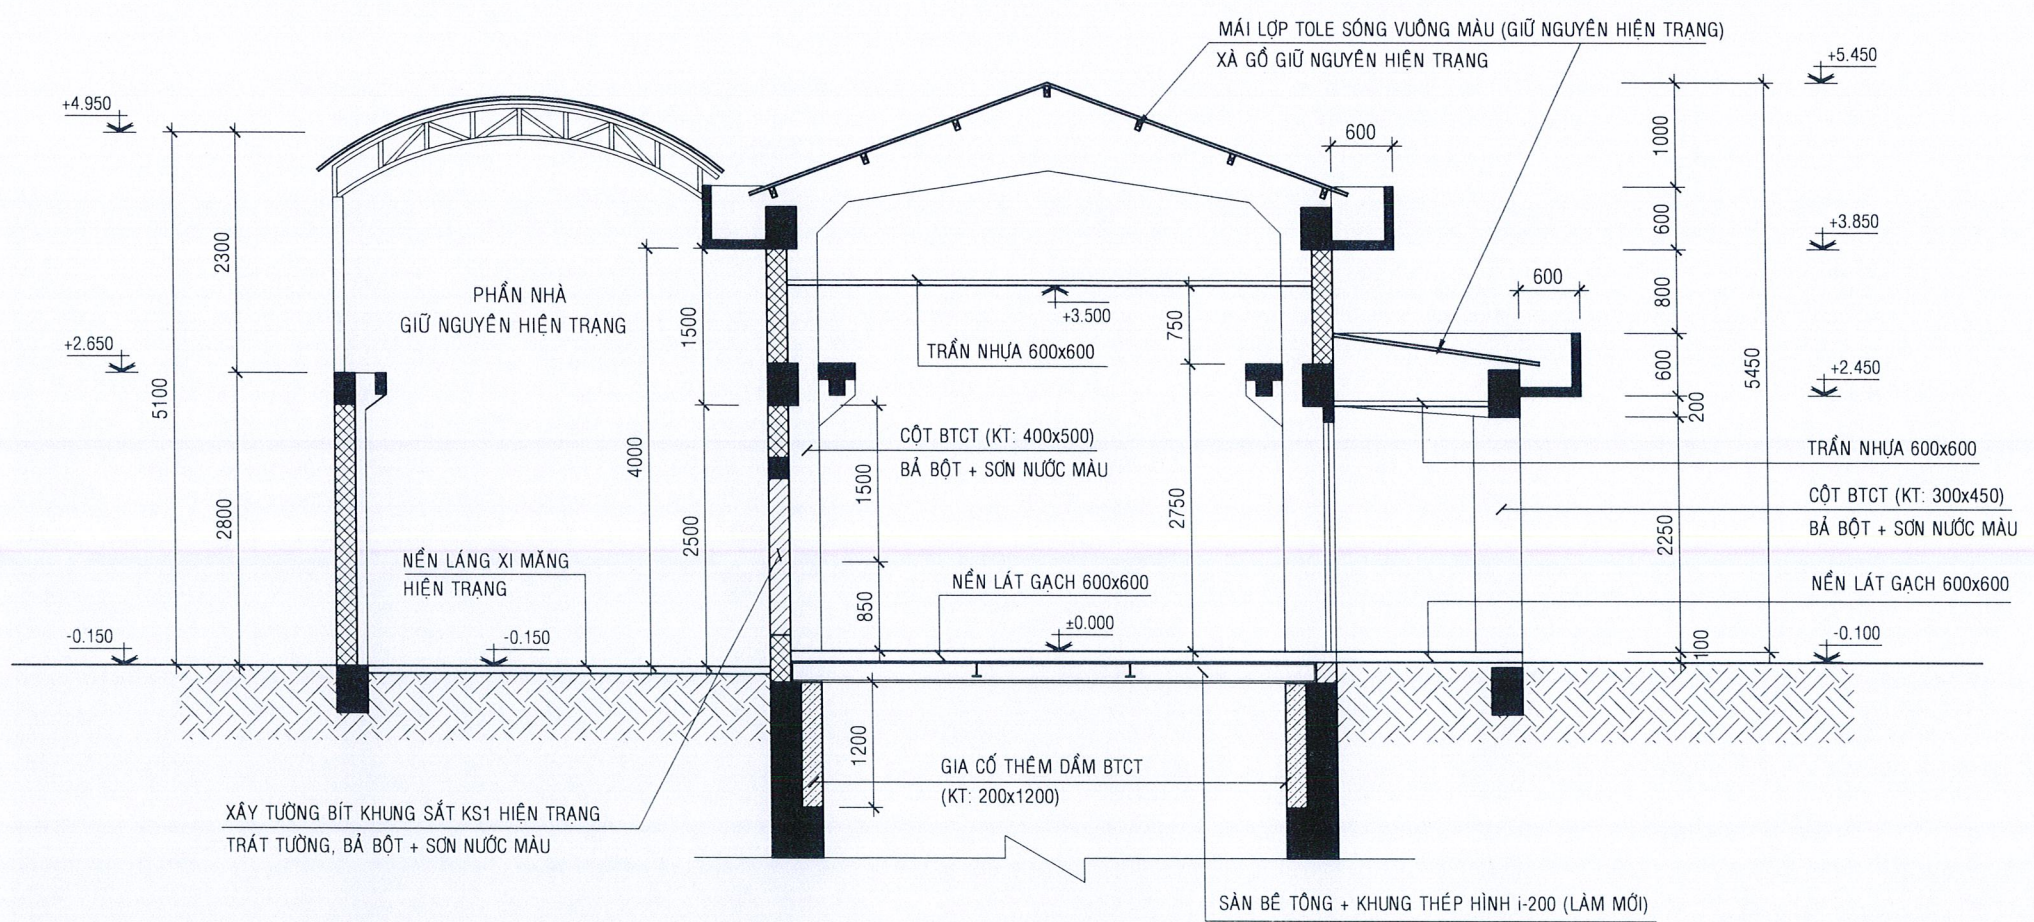 MÁI LỢP TOLE SÓNG VUÔNG MÀU (GIỮ NGUYÊN HIỆN TRẠNG)
XÀ GỒ GIỮ NGUYÊN HIỆN TRẠNG
+5.450
+4.950
600
1000
600
+3.850
2300
PHẦN NHÀ
GIỮ NGUYÊN HIỆN TRẠNG
1500
+3.500
750
600
800
TRẦN NHỰA 600x600
+2.650
5100
5450
600
+2.450
200
4000
CỘT BTCT (KT: 400x500)
BẢ BỘT + SƠN NƯỚC MÀU
1500
2750
TRẦN NHỰA 600x600
CỘT BTCT (KT: 300x450)
BẢ BỘT + SƠN NƯỚC MÀU
2800
2500
2250
NỀN LÁNG XI MĂNG
HIỆN TRẠNG
NỀN LÁT GẠCH 600x600
NỀN LÁT GẠCH 600x600
850
-0.150
-0.150
±0.000
100
-0.100
1200
GIA CỐ THÊM DẦM BTCT
(KT: 200x1200)
XÂY TƯỜNG BÍT KHUNG SẮT KS1 HIỆN TRẠNG
TRÁT TƯỜNG, BẢ BỘT + SƠN NƯỚC MÀU
SÀN BÊ TÔNG + KHUNG THÉP HÌNH i-200 (LÀM MỚI)